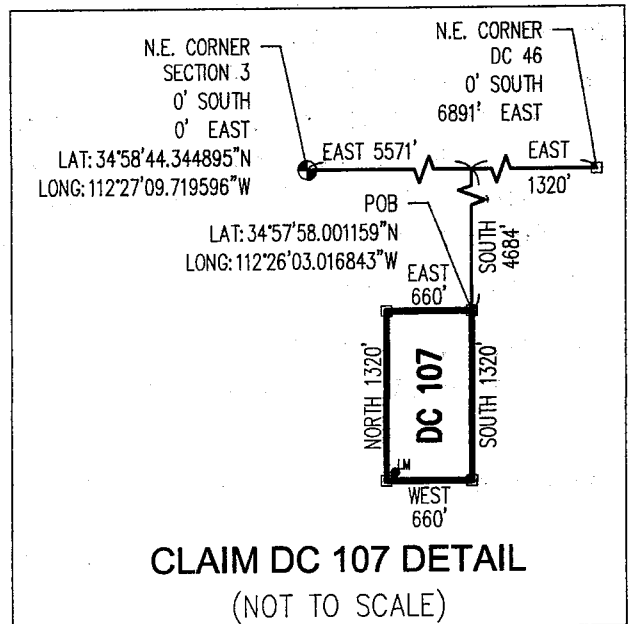 N.E. CORNER
SECTION 3
0' SOUTH
0' EAST
LAT: 34°58'44.344895"N
LONG: 112°27'09.719596"W
N.E. CORNER
DC 46
0' SOUTH
6891' EAST
EAST 5571'
EAST
1320'
POB
LAT: 34°57'58.001159"N
LONG: 112°26'03.016843"W
SOUTH
4684'
EAST
660'
NORTH 1320'
DC 107
SOUTH 1320'
LM
WEST
660'
CLAIM DC 107 DETAIL
(NOT TO SCALE)